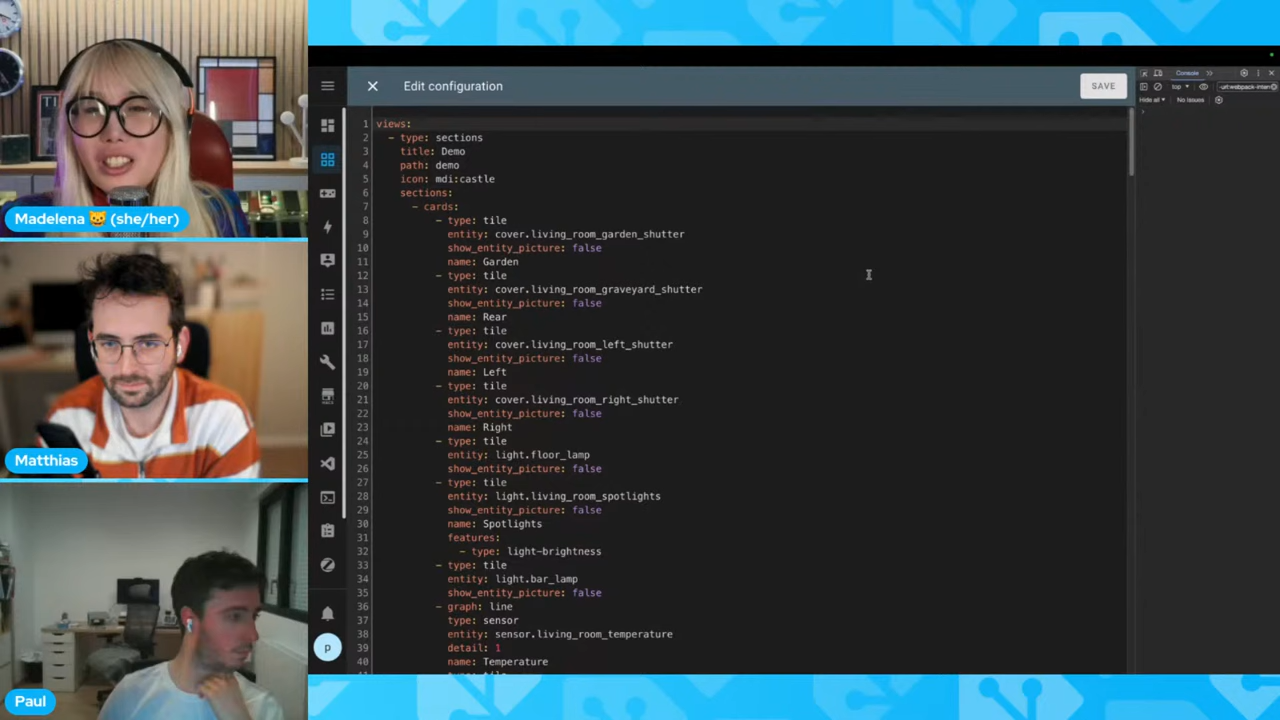 Madelena 😺 (she/her)
Matthias
Paul
Edit configuration
SAVE
1 views:
2 - type: sections
3 title: Demo
4 path: demo
5 icon: mdi:castle
6 sections:
7 - cards:
8 - type: tile
9 entity: cover.living_room_garden_shutter
10 show_entity_picture: false
11 name: Garden
12 - type: tile
13 entity: cover.living_room_graveyard_shutter
14 show_entity_picture: false
15 name: Rear
16 - type: tile
17 entity: cover.living_room_left_shutter
18 show_entity_picture: false
19 name: Left
20 - type: tile
21 entity: cover.living_room_right_shutter
22 show_entity_picture: false
23 name: Right
24 - type: tile
25 entity: light.floor_lamp
26 show_entity_picture: false
27 - type: tile
28 entity: light.living_room_spotlights
29 show_entity_picture: false
30 name: Spotlights
31 features:
32 - type: light-brightness
33 - type: tile
34 entity: light.bar_lamp
35 show_entity_picture: false
36 - graph: line
37 type: sensor
38 entity: sensor.living_room_temperature
39 detail: 1
40 name: Temperature
p
Console
top
Hide all
No Issues